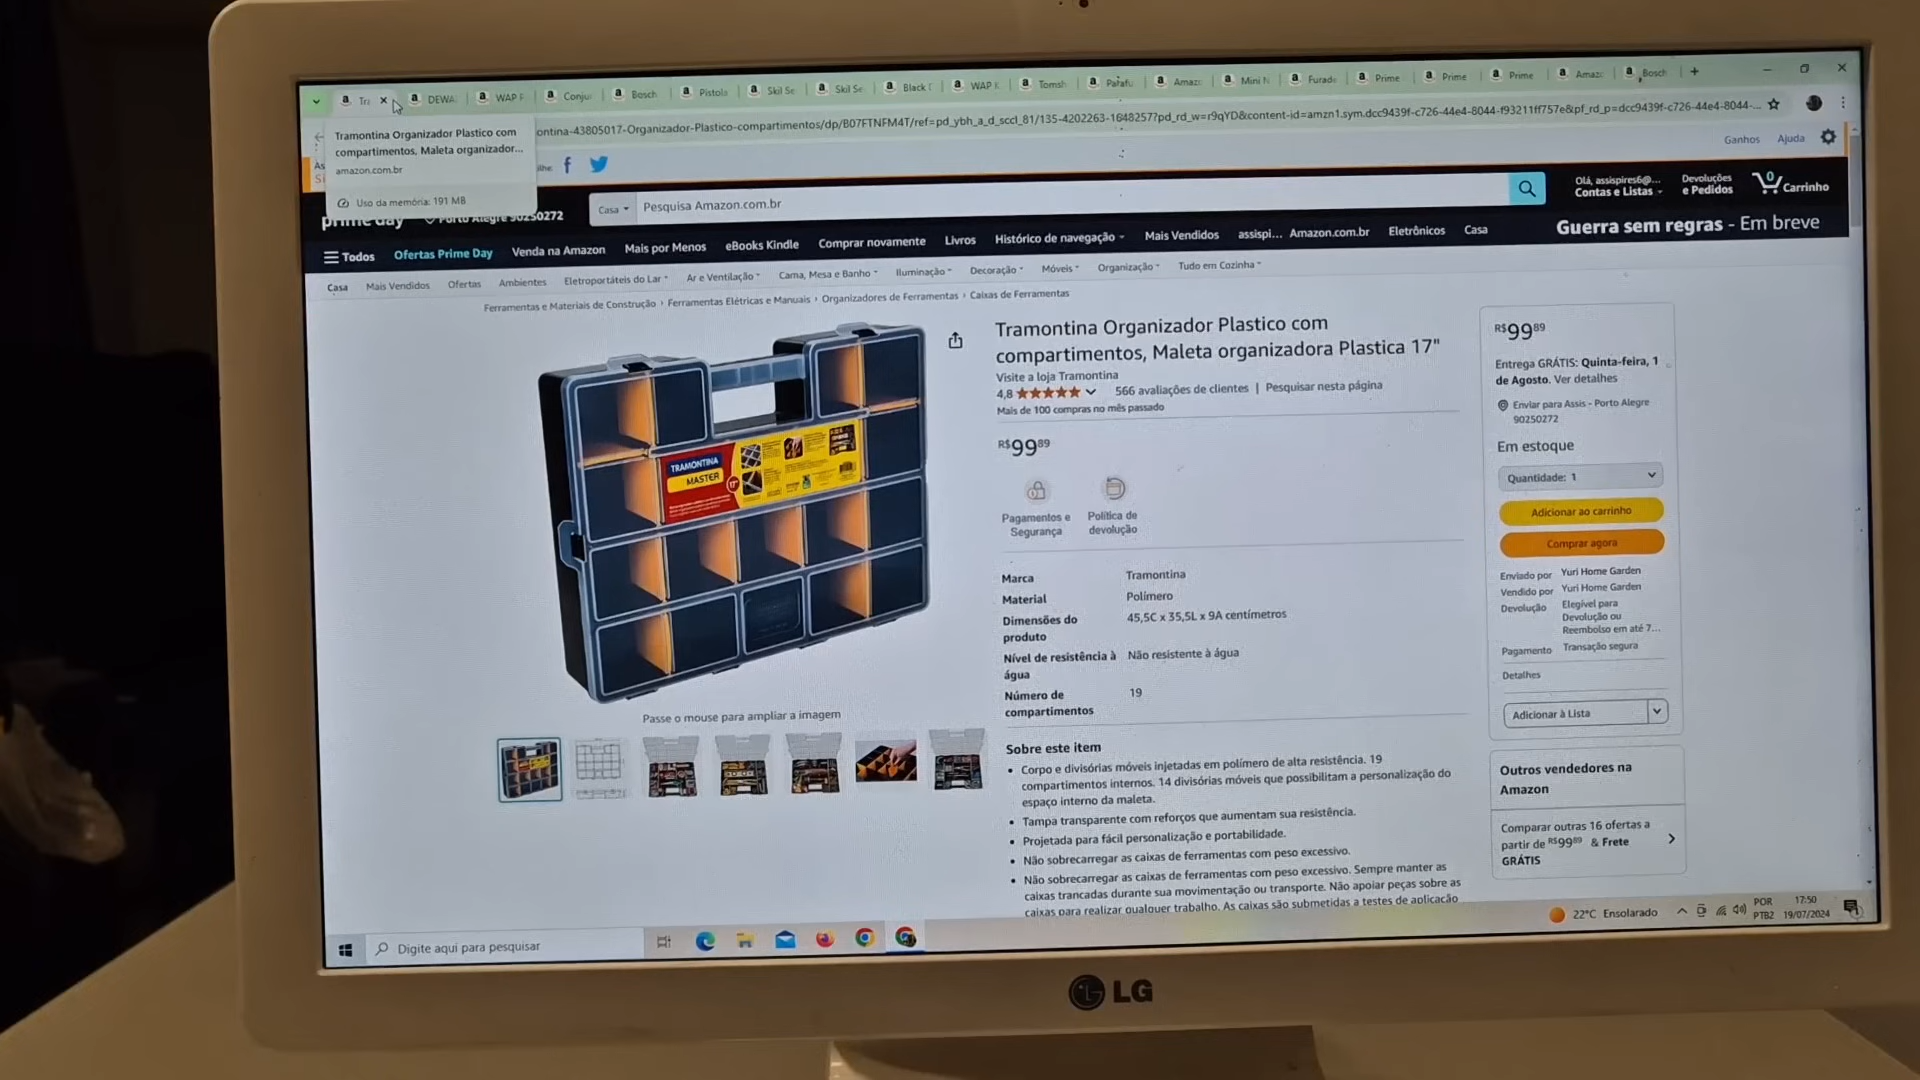 Tra
DEWA
WAP F
Conju
Bosch
Pistola
Skil Se
Skil Se
Black
WAP
Tomsh
Parafu
Amazo
Mini
Furad
Prime
Prime
Prime
Amazo
Bosch
Tramontina Organizador Plastico com
compartimentos, Maleta organizador...
amazon.com.br
Uso da memória: 191 MB
ontina-43805017-Organizador-Plastico-compartimentos/dp/B07FTNFM4T/ref=pd_ybh_a_d_sccl_81/135-4202263-1648257?pd_rd_w=r9qYD&content-id=amzn1.sym.dcc9439f-c726-44e4-8044-f93211ff757e&pf_rd_p=dcc9439f-c726-44e4-8044-...
Ganhos
Ajuda
prime day
Porto Alegre 90250272
Casa
Pesquisa Amazon.com.br
Olá, assispires6@...
Contas e Listas
Devoluções
e Pedidos
0
Carrinho
Todos
Ofertas Prime Day
Venda na Amazon
Mais por Menos
eBooks Kindle
Comprar novamente
Livros
Histórico de navegação
Mais Vendidos
assispi...
Amazon.com.br
Eletrônicos
Casa
Guerra sem regras - Em breve
Casa
Mais Vendidos
Ofertas
Ambientes
Eletroportáteis do Lar
Ar e Ventilação
Cama, Mesa e Banho
Iluminação
Decoração
Móveis
Organização
Tudo em Cozinha
Ferramentas e Materiais de Construção › Ferramentas Elétricas e Manuais › Organizadores de Ferramentas › Caixas de Ferramentas
TRAMONTINA
MASTER
17"
Passe o mouse para ampliar a imagem
Tramontina Organizador Plastico com
compartimentos, Maleta organizadora Plastica 17"
Visite a loja Tramontina
4,8
566 avaliações de clientes | Pesquisar nesta página
Mais de 100 compras no mês passado
R$9989
Pagamentos e
Segurança
Política de
devolução
Marca Tramontina
Material Polímero
Dimensões do 45,5C x 35,5L x 9A centímetros
produto
Nível de resistência à Não resistente à água
água
Número de 19
compartimentos
Sobre este item
• Corpo e divisórias móveis injetadas em polímero de alta resistência. 19
compartimentos internos. 14 divisórias móveis que possibilitam a personalização do
espaço interno da maleta.
• Tampa transparente com reforços que aumentam sua resistência.
• Projetada para fácil personalização e portabilidade.
• Não sobrecarregar as caixas de ferramentas com peso excessivo.
• Não sobrecarregar as caixas de ferramentas com peso excessivo. Sempre manter as
caixas trancadas durante sua movimentação ou transporte. Não apoiar peças sobre as
caixas para realizar qualquer trabalho. As caixas são submetidas a testes de aplicação
R$9989
Entrega GRÁTIS: Quinta-feira, 1
de Agosto. Ver detalhes
Enviar para Assis - Porto Alegre
90250272
Em estoque
Quantidade: 1
Adicionar ao carrinho
Comprar agora
Enviado por Yuri Home Garden
Vendido por Yuri Home Garden
Devolução Elegível para
Devolução ou
Reembolso em até 7...
Pagamento Transação segura
Detalhes
Adicionar à Lista
Outros vendedores na
Amazon
Comparar outras 16 ofertas a
partir de R$9989 & Frete
GRÁTIS
Digite aqui para pesquisar
22°C Ensolarado
POR
PTB2
17:50
19/07/2024
LG